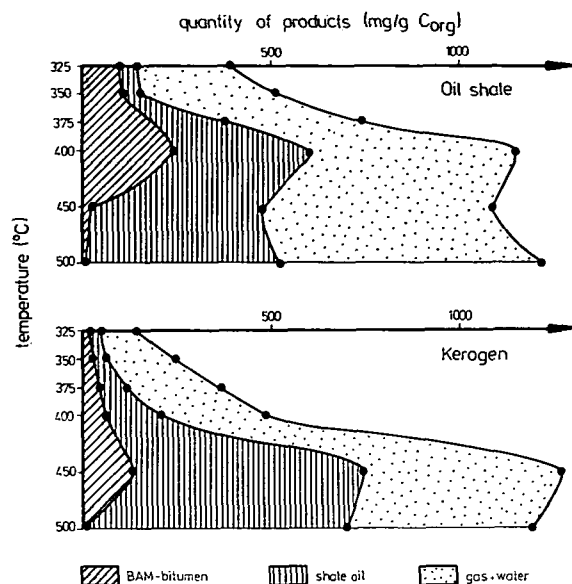 quantity of products (mg/g Corg)
500 1000
Oil shale
325
350
375
400
450
500
temperature (°C)
500 1000
Kerogen
325
350
375
400
450
500
BAM-bitumen shale oil gas+water